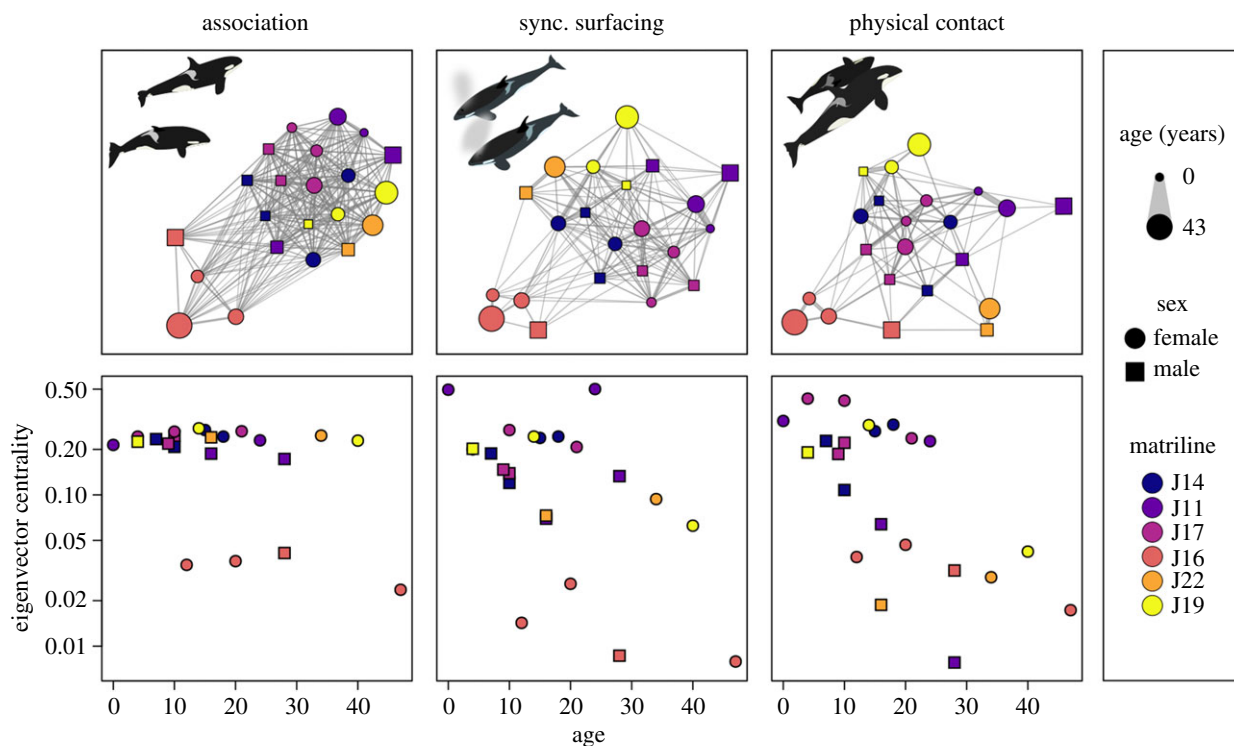 association
sync. surfacing
physical contact
age (years)
0
43
sex
female
male
matriline
J14
J11
J17
J16
J22
J19
eigenvector centrality
0.50
0.20
0.10
0.05
0.02
0.01
0 10 20 30 40
0 10 20 30 40
0 10 20 30 40
age